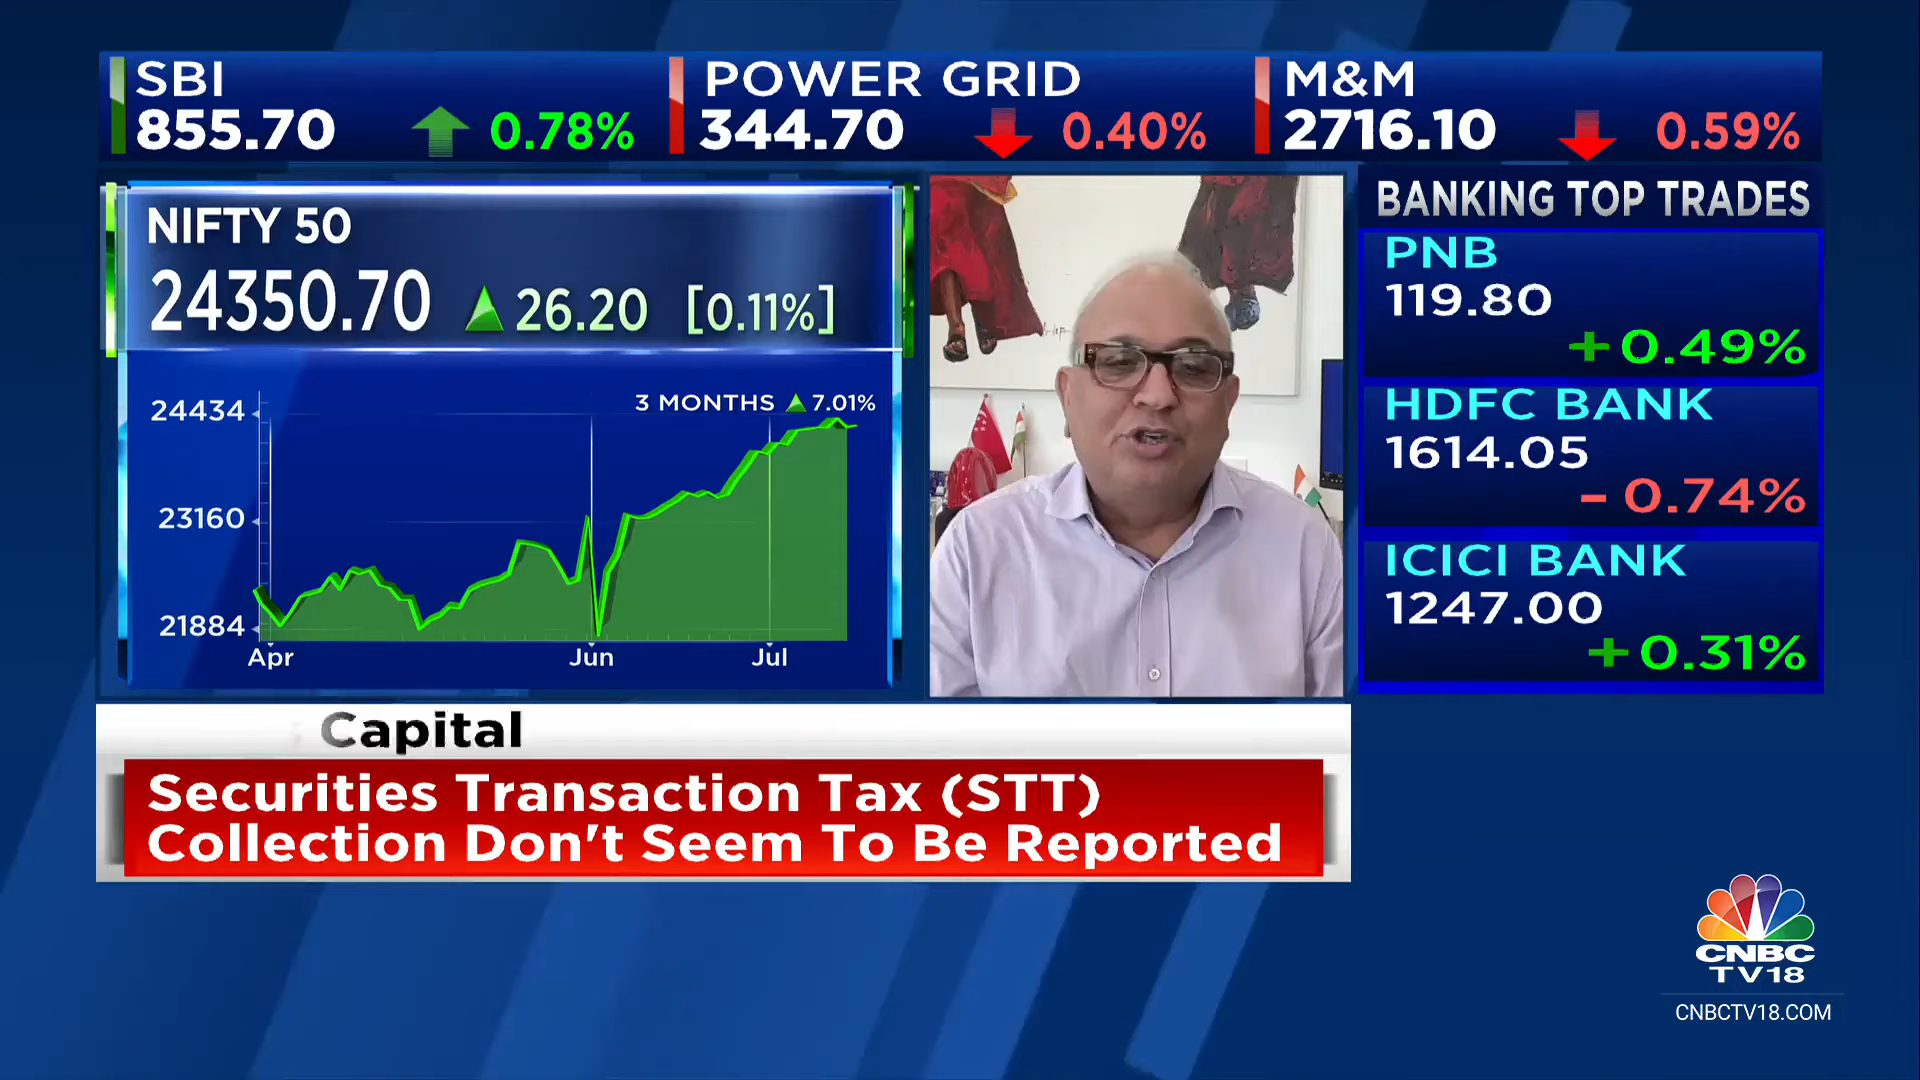 SBI
855.70 0.78%
POWER GRID
344.70 0.40%
M&M
2716.10 0.59%
NIFTY 50
24350.70 26.20 [0.11%]
3 MONTHS 7.01%
24434
23160
21884
Apr Jun Jul
BANKING TOP TRADES
PNB
119.80
+0.49%
HDFC BANK
1614.05
-0.74%
ICICI BANK
1247.00
+0.31%
Capital
Securities Transaction Tax (STT)
Collection Don't Seem To Be Reported
CNBC
TV18
CNBCTV18.COM